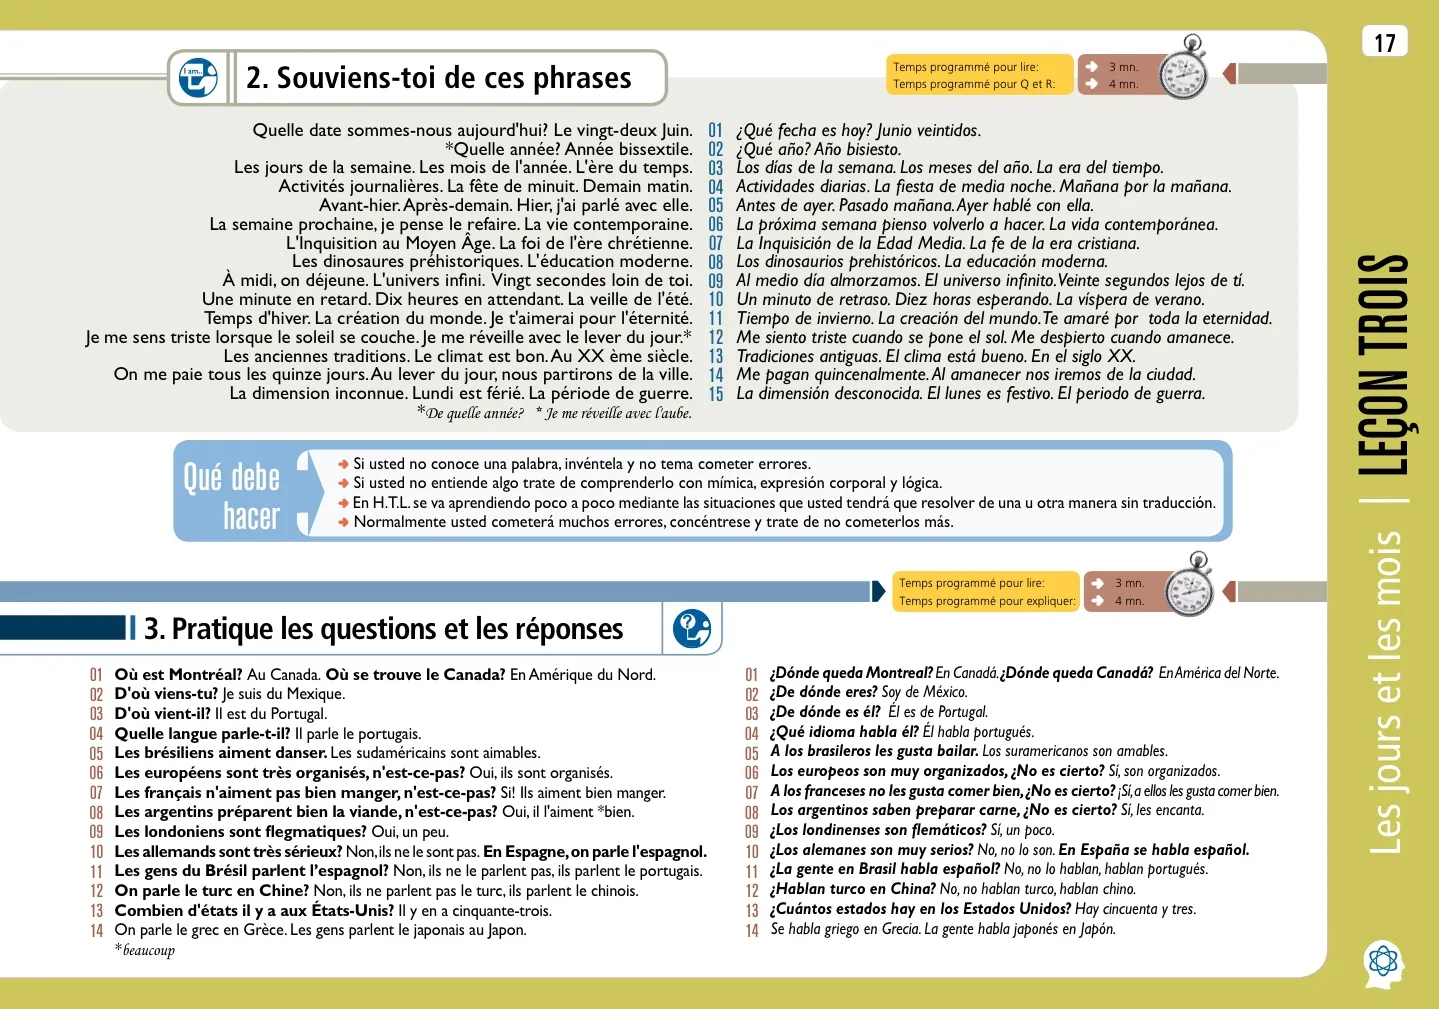 17
I am..
2. Souviens-toi de ces phrases
Temps programmé pour lire: 3 mn.
Temps programmé pour Q et R: 4 mn.
Quelle date sommes-nous aujourd'hui? Le vingt-deux Juin. 01 ¿Qué fecha es hoy? Junio veintidos.
*Quelle année? Année bissextile. 02 ¿Qué año? Año bisiesto.
Les jours de la semaine. Les mois de l'année. L'ère du temps. 03 Los días de la semana. Los meses del año. La era del tiempo.
Activités journalières. La fête de minuit. Demain matin. 04 Actividades diarias. La fiesta de media noche. Mañana por la mañana.
Avant-hier. Après-demain. Hier, j'ai parlé avec elle. 05 Antes de ayer. Pasado mañana. Ayer hablé con ella.
La semaine prochaine, je pense le refaire. La vie contemporaine. 06 La próxima semana pienso volverlo a hacer. La vida contemporánea.
L'Inquisition au Moyen Âge. La foi de l'ère chrétienne. 07 La Inquisición de la Edad Media. La fe de la era cristiana.
Les dinosaures préhistoriques. L'éducation moderne. 08 Los dinosaurios prehistóricos. La educación moderna.
À midi, on déjeune. L'univers infini. Vingt secondes loin de toi. 09 Al medio día almorzamos. El universo infinito. Veinte segundos lejos de tí.
Une minute en retard. Dix heures en attendant. La veille de l'été. 10 Un minuto de retraso. Diez horas esperando. La víspera de verano.
Temps d'hiver. La création du monde. Je t'aimerai pour l'éternité. 11 Tiempo de invierno. La creación del mundo. Te amaré por toda la eternidad.
Je me sens triste lorsque le soleil se couche. Je me réveille avec le lever du jour.* 12 Me siento triste cuando se pone el sol. Me despierto cuando amanece.
Les anciennes traditions. Le climat est bon. Au XX ème siècle. 13 Tradiciones antiguas. El clima está bueno. En el siglo XX.
On me paie tous les quinze jours. Au lever du jour, nous partirons de la ville. 14 Me pagan quincenalmente. Al amanecer nos iremos de la ciudad.
La dimension inconnue. Lundi est férié. La période de guerre. 15 La dimensión desconocida. El lunes es festivo. El periodo de guerra.
*De quelle année? * Je me réveille avec l'aube.
Qué debe
hacer
➜ Si usted no conoce una palabra, invéntela y no tema cometer errores.
➜ Si usted no entiende algo trate de comprenderlo con mímica, expresión corporal y lógica.
➜ En H.T.L. se va aprendiendo poco a poco mediante las situaciones que usted tendrá que resolver de una u otra manera sin traducción.
➜ Normalmente usted cometerá muchos errores, concéntrese y trate de no cometerlos más.
Temps programmé pour lire: 3 mn.
Temps programmé pour expliquer: 4 mn.
3. Pratique les questions et les réponses
01 Où est Montréal? Au Canada. Où se trouve le Canada? En Amérique du Nord.
02 D'où viens-tu? Je suis du Mexique.
03 D'où vient-il? Il est du Portugal.
04 Quelle langue parle-t-il? Il parle le portugais.
05 Les brésiliens aiment danser. Les sudaméricains sont aimables.
06 Les européens sont très organisés, n'est-ce-pas? Oui, ils sont organisés.
07 Les français n'aiment pas bien manger, n'est-ce-pas? Si! Ils aiment bien manger.
08 Les argentins préparent bien la viande, n'est-ce-pas? Oui, il l'aiment *bien.
09 Les londoniens sont flegmatiques? Oui, un peu.
10 Les allemands sont très sérieux? Non, ils ne le sont pas. En Espagne, on parle l'espagnol.
11 Les gens du Brésil parlent l’espagnol? Non, ils ne le parlent pas, ils parlent le portugais.
12 On parle le turc en Chine? Non, ils ne parlent pas le turc, ils parlent le chinois.
13 Combien d'états il y a aux États-Unis? Il y en a cinquante-trois.
14 On parle le grec en Grèce. Les gens parlent le japonais au Japon.
*beaucoup
01 ¿Dónde queda Montreal? En Canadá. ¿Dónde queda Canadá? En América del Norte.
02 ¿De dónde eres? Soy de México.
03 ¿De dónde es él? Él es de Portugal.
04 ¿Qué idioma habla él? Él habla portugués.
05 A los brasileros les gusta bailar. Los suramericanos son amables.
06 Los europeos son muy organizados, ¿No es cierto? Sí, son organizados.
07 A los franceses no les gusta comer bien, ¿No es cierto? ¡Sí, a ellos les gusta comer bien.
08 Los argentinos saben preparar carne, ¿No es cierto? Sí, les encanta.
09 ¿Los londinenses son flemáticos? Sí, un poco.
10 ¿Los alemanes son muy serios? No, no lo son. En España se habla español.
11 ¿La gente en Brasil habla español? No, no lo hablan, hablan portugués.
12 ¿Hablan turco en China? No, no hablan turco, hablan chino.
13 ¿Cuántos estados hay en los Estados Unidos? Hay cincuenta y tres.
14 Se habla griego en Grecia. La gente habla japonés en Japón.
Les jours et les mois | LEÇON TROIS